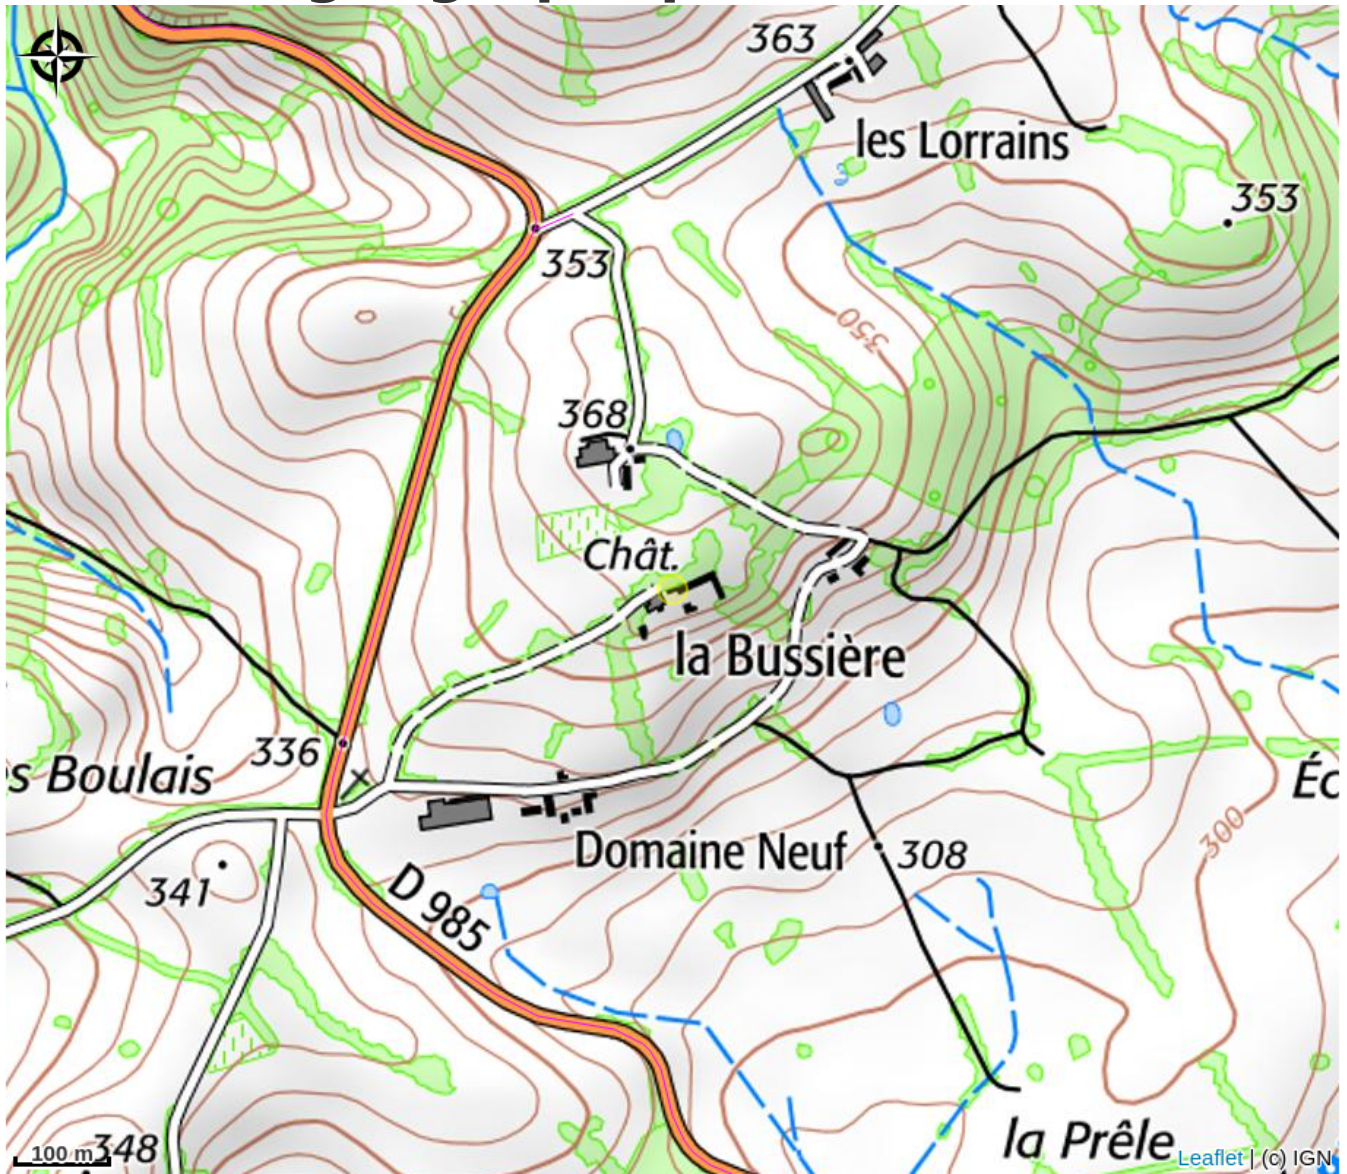 363
les Lorrains
353
353
350
368
Chât.
la Bussière
336
s Boulais
Éc
300
Domaine Neuf
308
341
D 985
la Prêle
100 m
348
Leaflet | (c) IGN